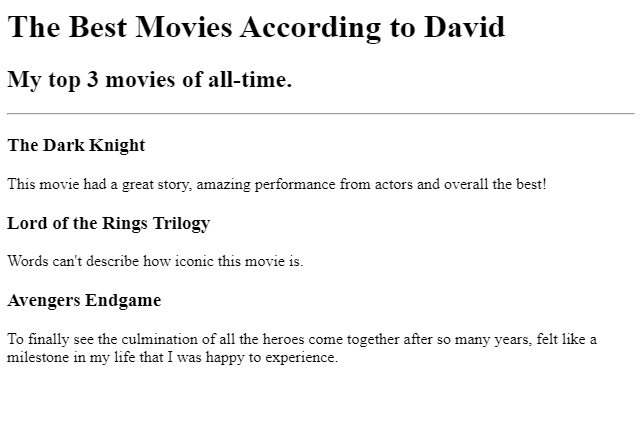 The Best Movies According to David
My top 3 movies of all-time.
The Dark Knight
This movie had a great story, amazing performance from actors and overall the best!
Lord of the Rings Trilogy
Words can't describe how iconic this movie is.
Avengers Endgame
To finally see the culmination of all the heroes come together after so many years, felt like a
milestone in my life that I was happy to experience.